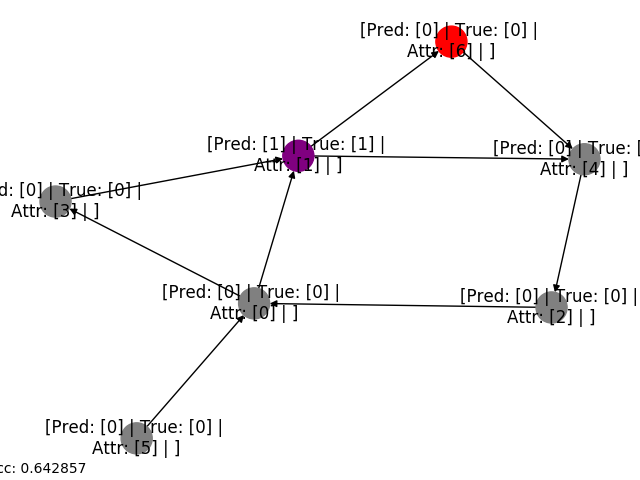 [Pred: [0] | True: [0] |
Attr: [6] | ]
[Pred: [1] | True: [1] |
Attr: [1] | ]
[Pred: [0] | True: [
Attr: [4] | ]
d: [0] | True: [0] |
Attr: [3] | ]
[Pred: [0] | True: [0] |
Attr: [0] | ]
[Pred: [0] | True: [0] |
Attr: [2] | ]
[Pred: [0] | True: [0] |
Attr: [5] | ]
cc: 0.642857